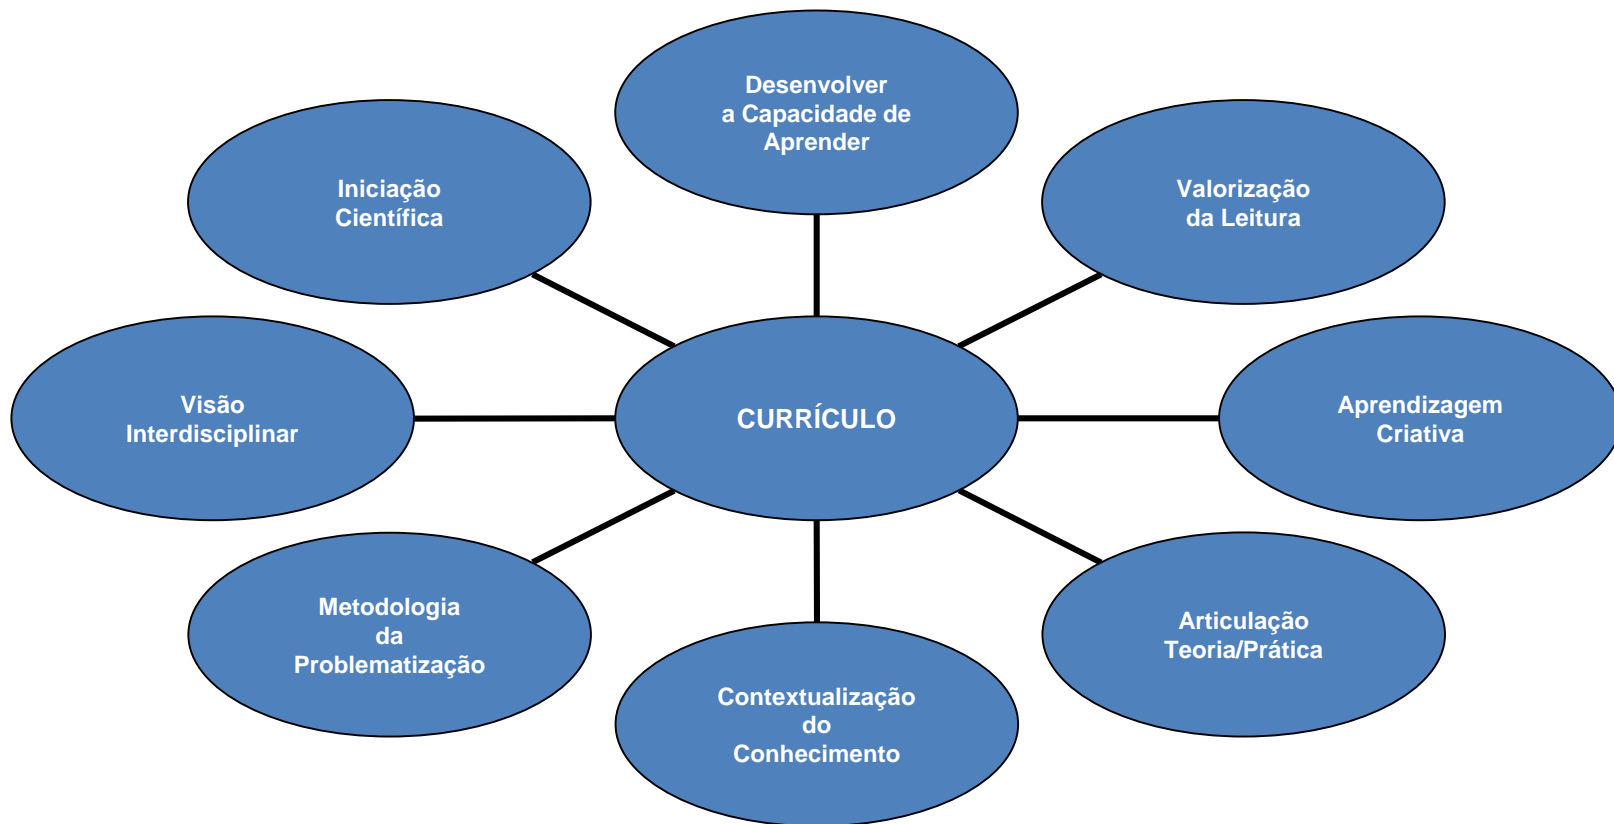 Desenvolver
a Capacidade de
Aprender
Iniciação
Científica
Valorização
da Leitura
Visão
Interdisciplinar
CURRÍCULO
Aprendizagem
Criativa
Metodologia
da
Problematização
Articulação
Teoria/Prática
Contextualização
do
Conhecimento